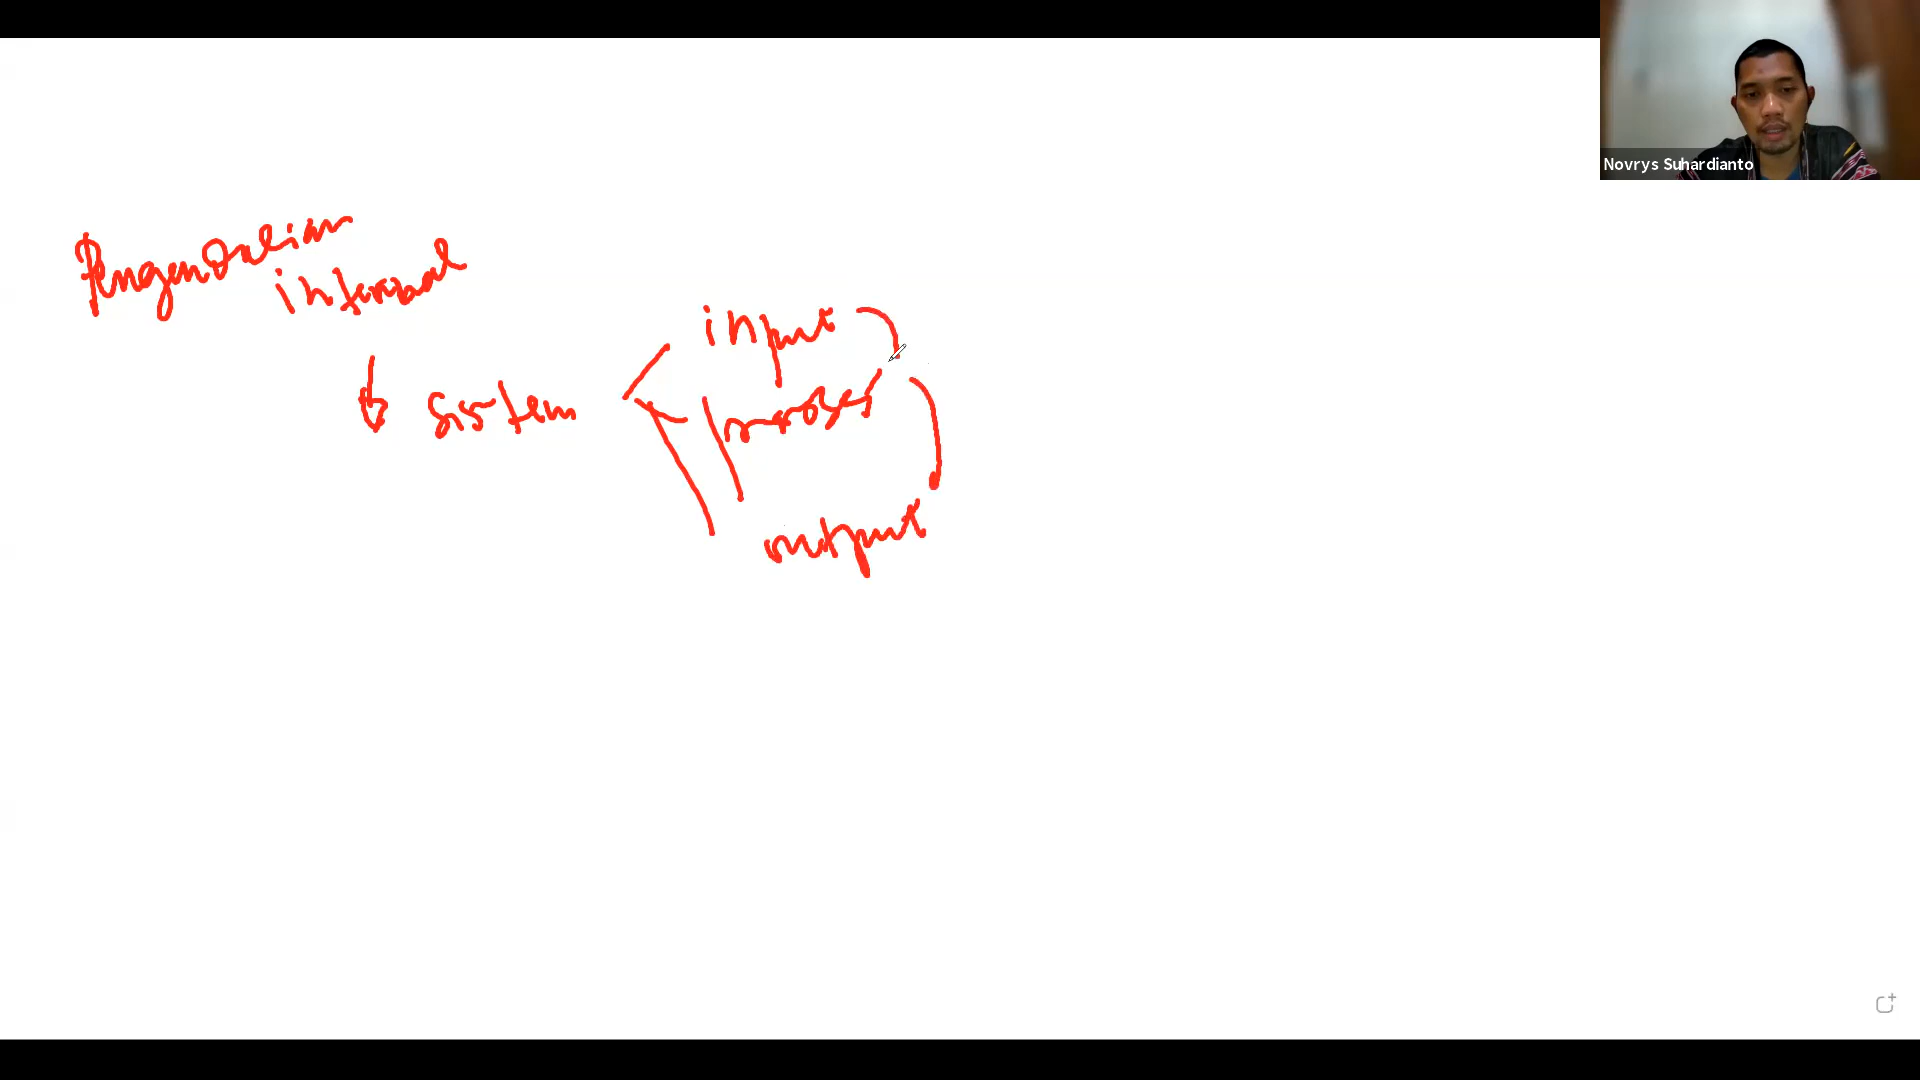 Novrys Suhardianto
Pengendalian
internal
input
sistem
proses
output